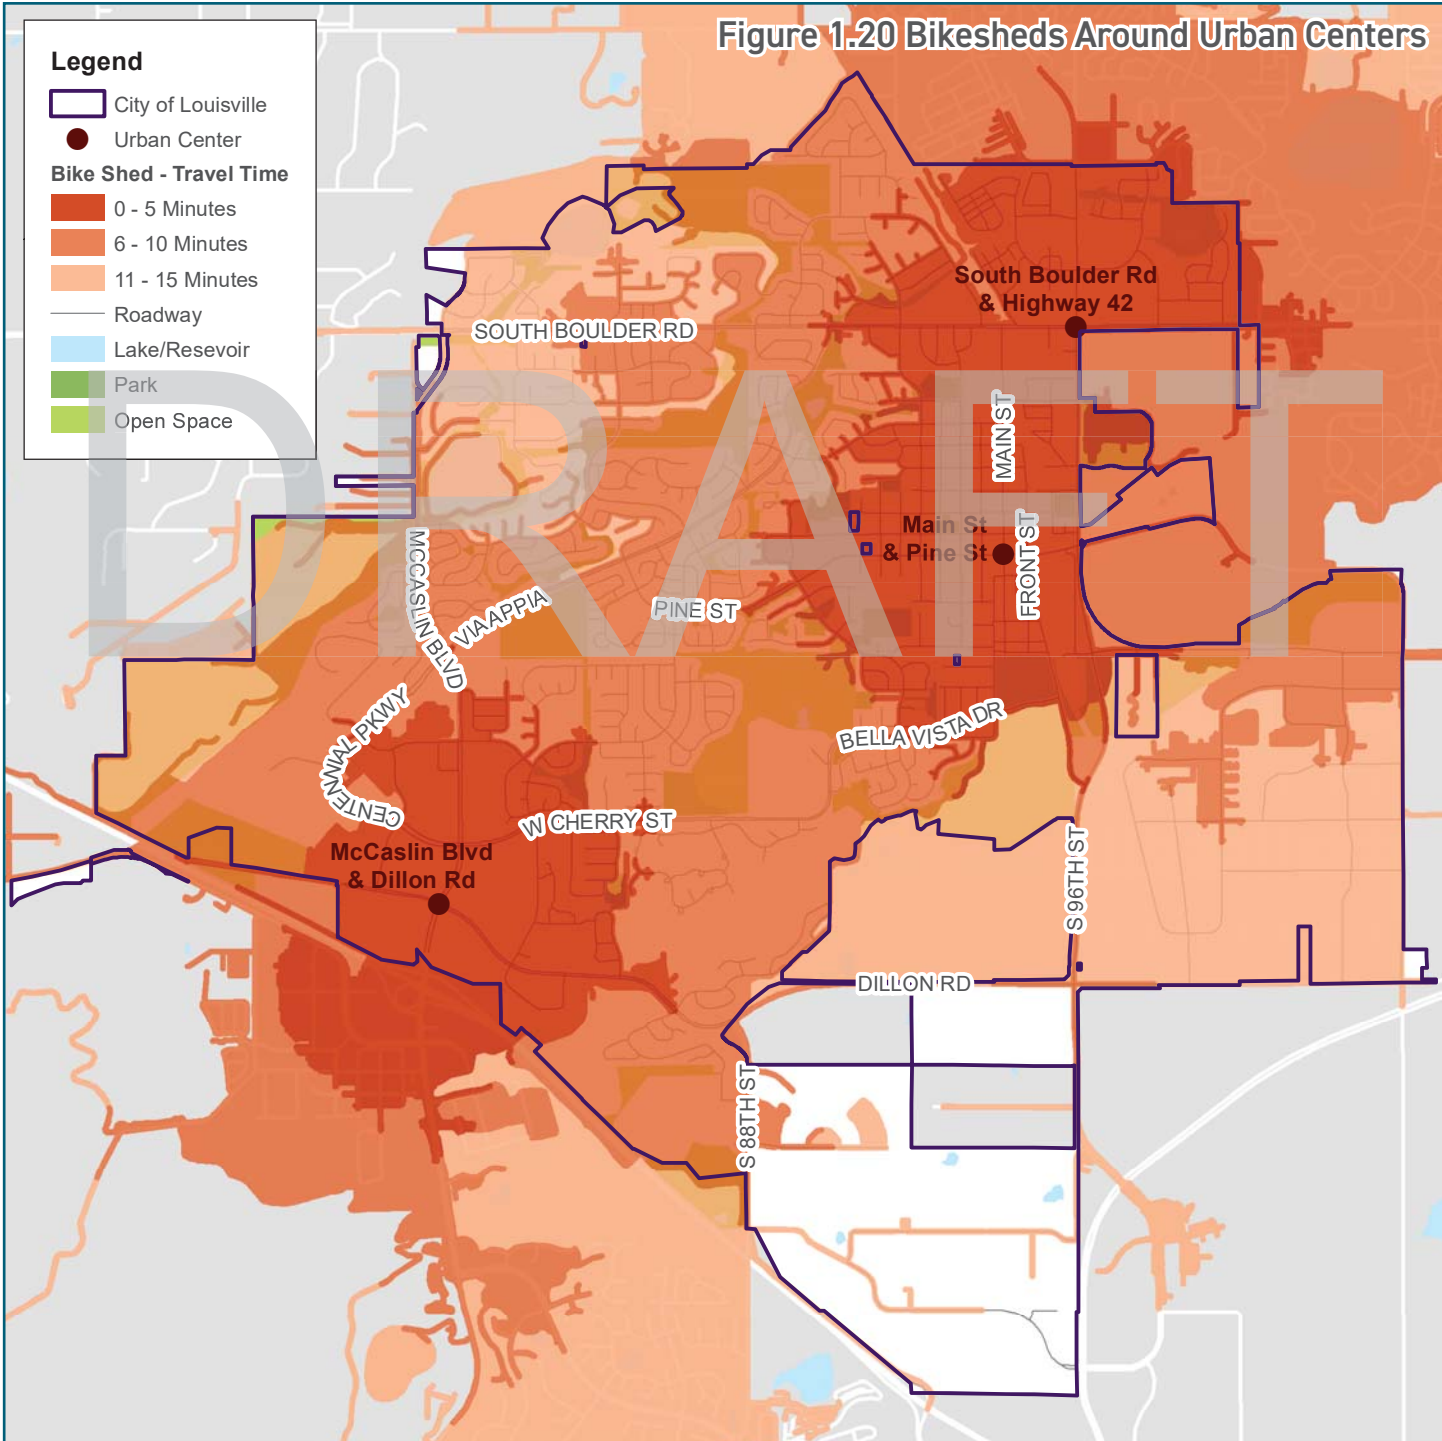 Figure 1.20 Bikesheds Around Urban Centers
Legend
City of Louisville
Urban Center
Bike Shed - Travel Time
0 - 5 Minutes
6 - 10 Minutes
11 - 15 Minutes
Roadway
Lake/Resevoir
Park
Open Space
South Boulder Rd
& Highway 42
SOUTH BOULDER RD
DRAFT
MAIN ST
Main St
& Pine St
FRONT ST
MCCASLIN BLVD
VIA APPIA
PINE ST
CENTENNIAL PKWY
BELLA VISTA DR
W CHERRY ST
McCaslin Blvd
& Dillon Rd
S 96TH ST
DILLON RD
S 88TH ST